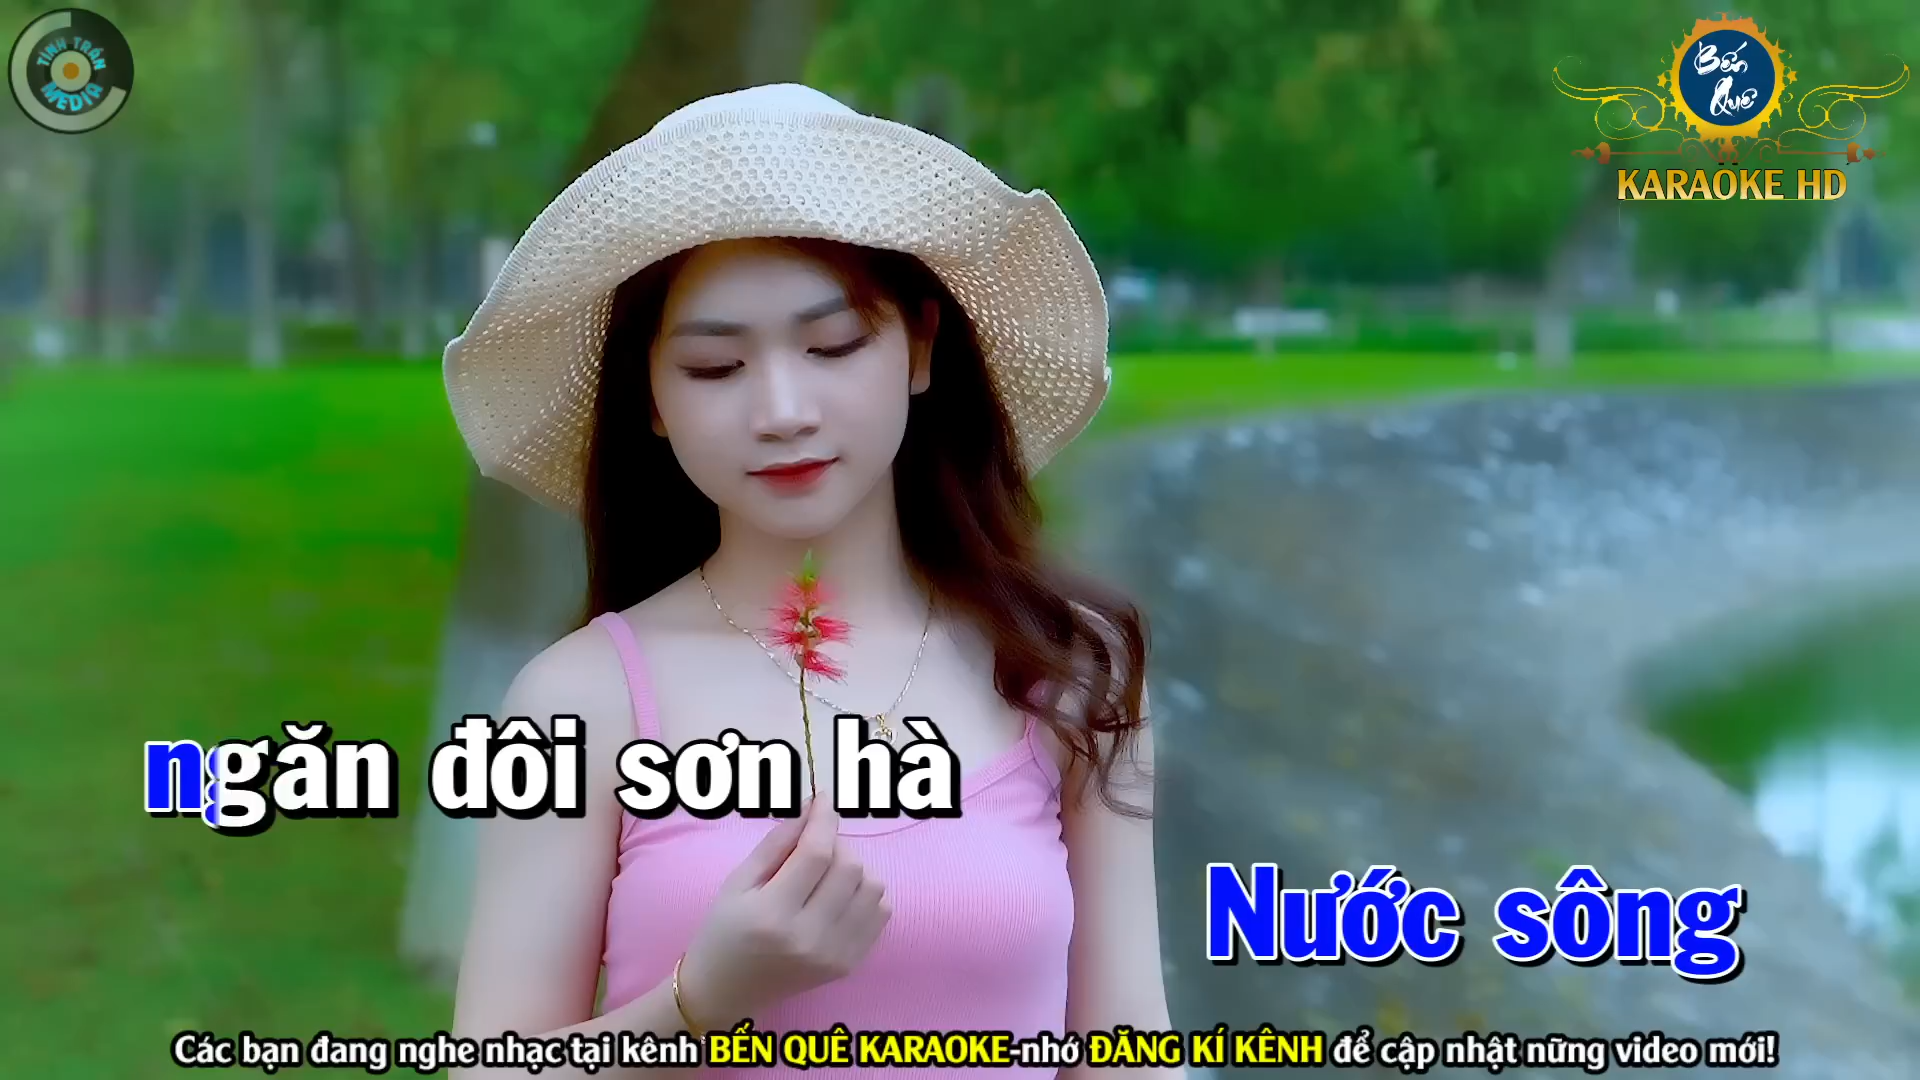 TÌNH TRẦN
MEDIA
Bến
Quê
KARAOKE HD
ngăn đôi sơn hà
Nước sông
Các bạn đang nghe nhạc tại kênh BẾN QUÊ KARAOKE-nhớ ĐĂNG KÍ KÊNH để cập nhật nững video mới!